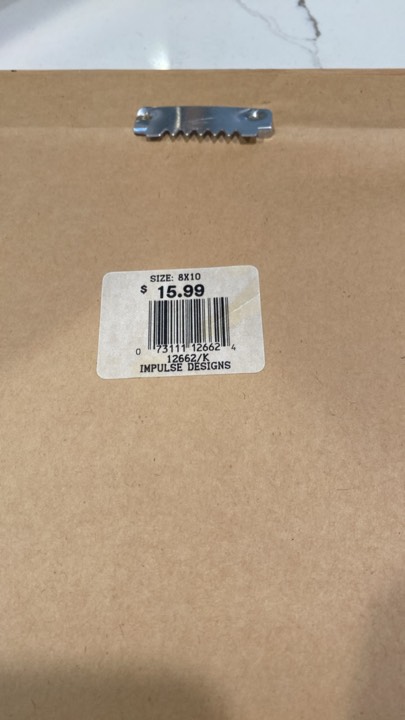 SIZE: 8X10
$ 15.99
0 73111 12662 4
12662/K
IMPULSE DESIGNS